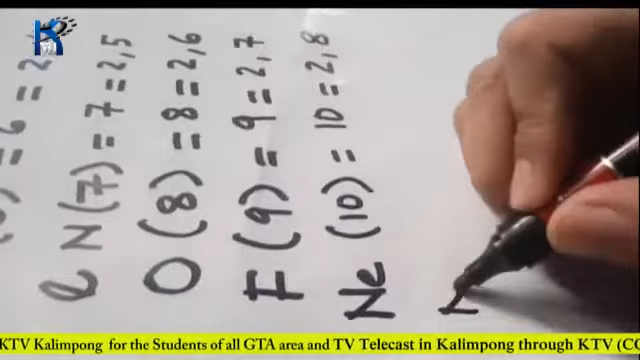 ) = 6 = 2
N (7) = 7 = 2,5
O (8) = 8 = 2,6
F (9) = 9 = 2,7
Ne (10) = 10 = 2,8
KTV Kalimpong for the Students of all GTA area and TV Telecast in Kalimpong through KTV (CC